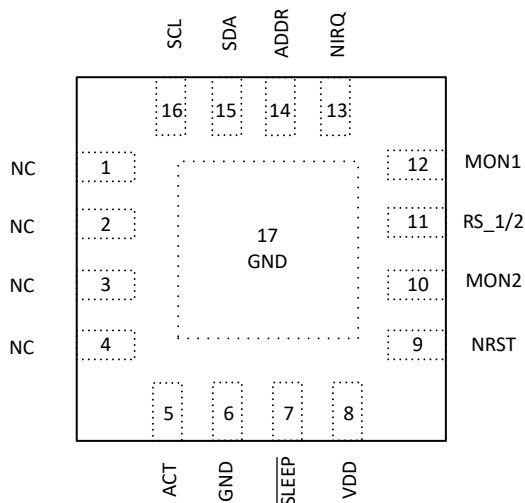 SCL
SDA
ADDR
NIRQ
16
15
14
13
NC
1
12
MON1
NC
2
11
RS_1/2
17
GND
NC
3
10
MON2
NC
4
9
NRST
5
6
7
8
ACT
GND
SLEEP
VDD